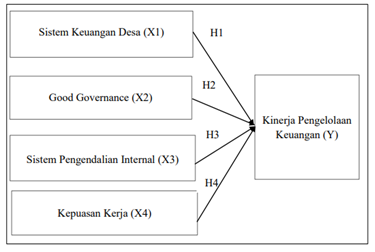 Sistem Keuangan Desa (X1)
H1
Good Governance (X2)
H2
Kinerja Pengelolaan
Keuangan (Y)
H3
Sistem Pengendalian Internal (X3)
H4
Kepuasan Kerja (X4)